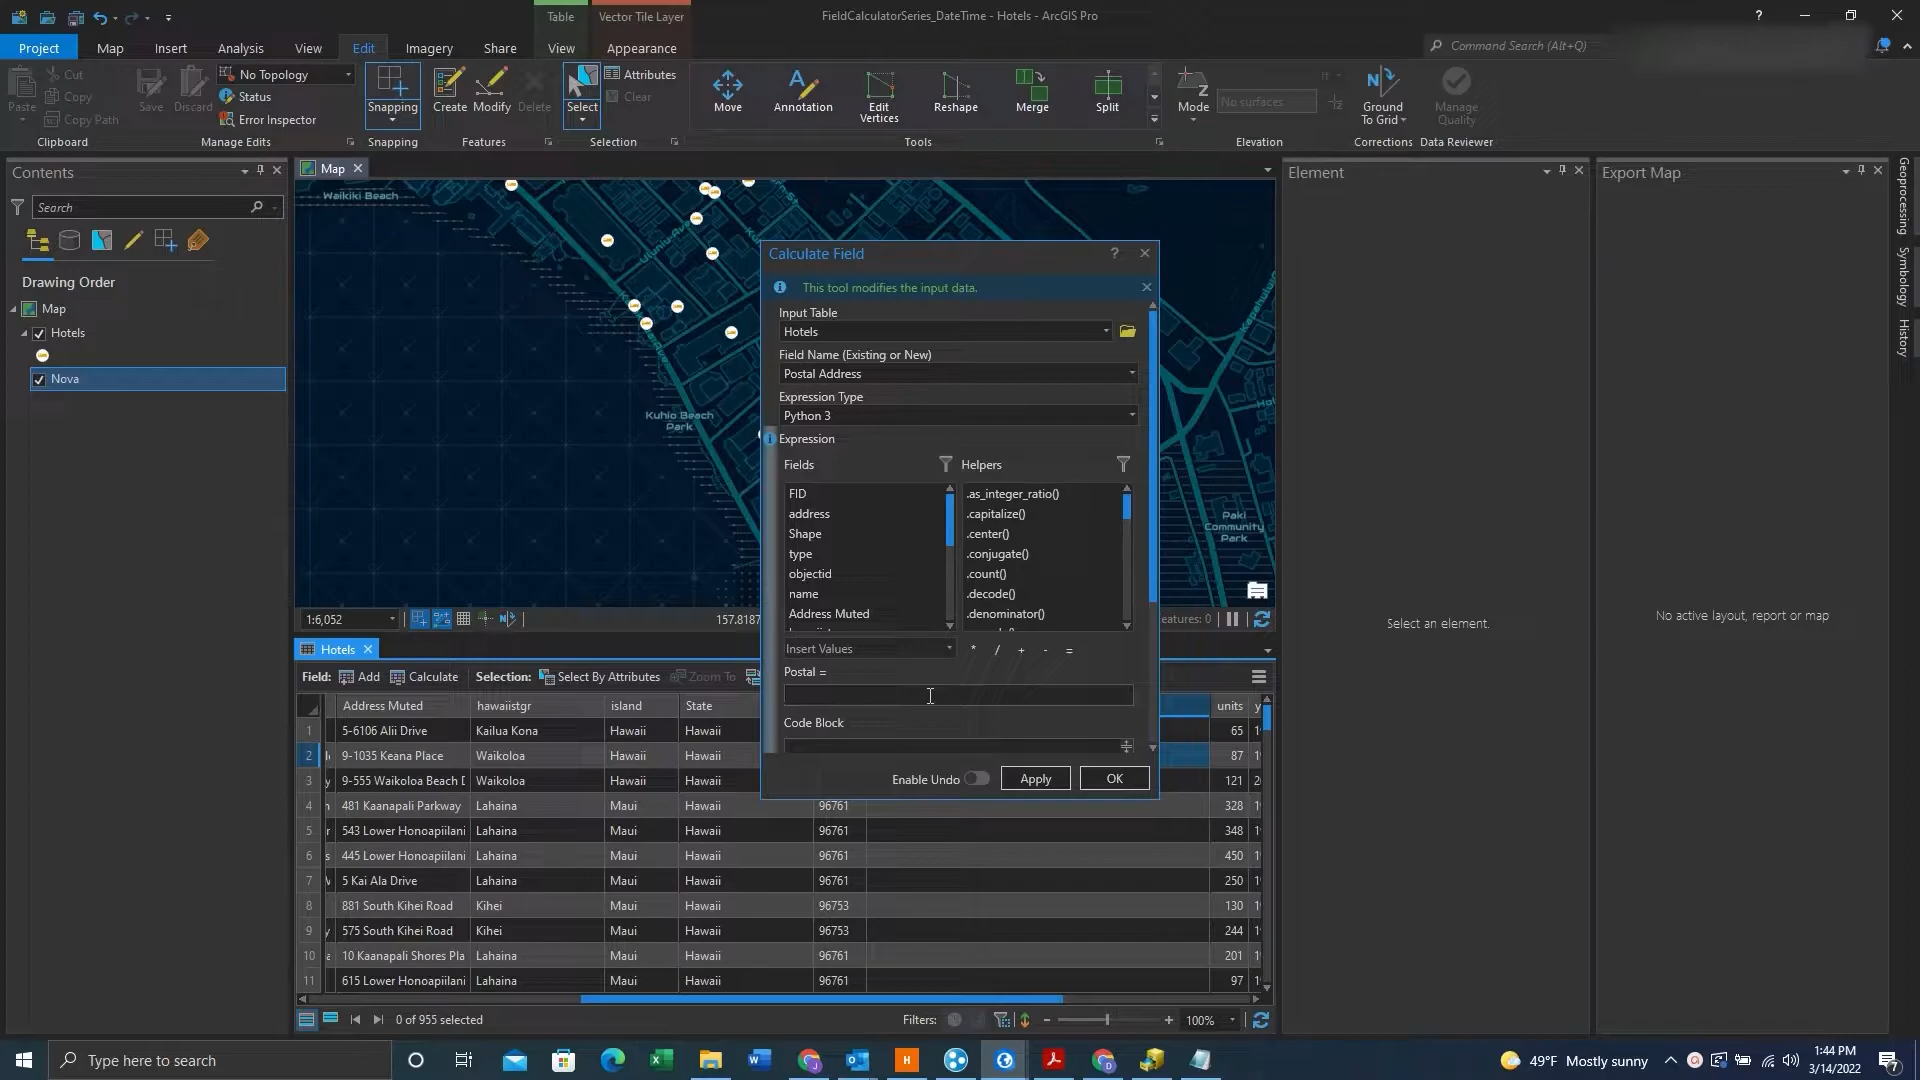 Table
Vector Tile Layer
FieldCalculatorSeries_DateTime - Hotels - ArcGIS Pro
?
Project
Map
Insert
Analysis
View
Edit
Imagery
Share
View
Appearance
Command Search (Alt+Q)
Paste
Cut
Copy
Copy Path
Clipboard
Save
Discard
No Topology
Status
Error Inspector
Manage Edits
Snapping
Snapping
Create
Modify
Delete
Features
Select
Attributes
Clear
Selection
Move
Annotation
Edit Vertices
Reshape
Merge
Split
Tools
Mode
No surfaces
Elevation
Ground To Grid
Corrections
Manage Quality
Data Reviewer
Contents
Search
Drawing Order
Map
Hotels
Nova
Map
Waikiki Beach
Kuhio Beach Park
Paki Community Park
1:6,052
157.8187
eatures: 0
Calculate Field
?
This tool modifies the input data.
Input Table
Hotels
Field Name (Existing or New)
Postal Address
Expression Type
Python 3
Expression
Fields
Helpers
FID
address
Shape
type
objectid
name
Address Muted
.as_integer_ratio()
.capitalize()
.center()
.conjugate()
.count()
.decode()
.denominator()
Insert Values
* / + - =
Postal =
Code Block
Enable Undo
Apply
OK
Element
Select an element.
Export Map
No active layout, report or map
Geoprocessing
Symbology
History
Hotels
Field:
Add
Calculate
Selection:
Select By Attributes
Zoom To
Address Muted hawaiistgr island State units y
1 5-6106 Alii Drive Kailua Kona Hawaii Hawaii 65
2 9-1035 Keana Place Waikoloa Hawaii Hawaii 87
3 9-555 Waikoloa Beach D Waikoloa Hawaii Hawaii 121
4 481 Kaanapali Parkway Lahaina Maui Hawaii 96761 328
5 543 Lower Honoapiilani Lahaina Maui Hawaii 96761 348
6 445 Lower Honoapiilani Lahaina Maui Hawaii 96761 450
7 5 Kai Ala Drive Lahaina Maui Hawaii 96761 250
8 881 South Kihei Road Kihei Maui Hawaii 96753 130
9 575 South Kihei Road Kihei Maui Hawaii 96753 244
10 10 Kaanapali Shores Pla Lahaina Maui Hawaii 96761 201
11 615 Lower Honoapiilani Lahaina Maui Hawaii 96761 97
0 of 955 selected
Filters:
100%
Type here to search
49°F Mostly sunny
1:44 PM
3/14/2022
7